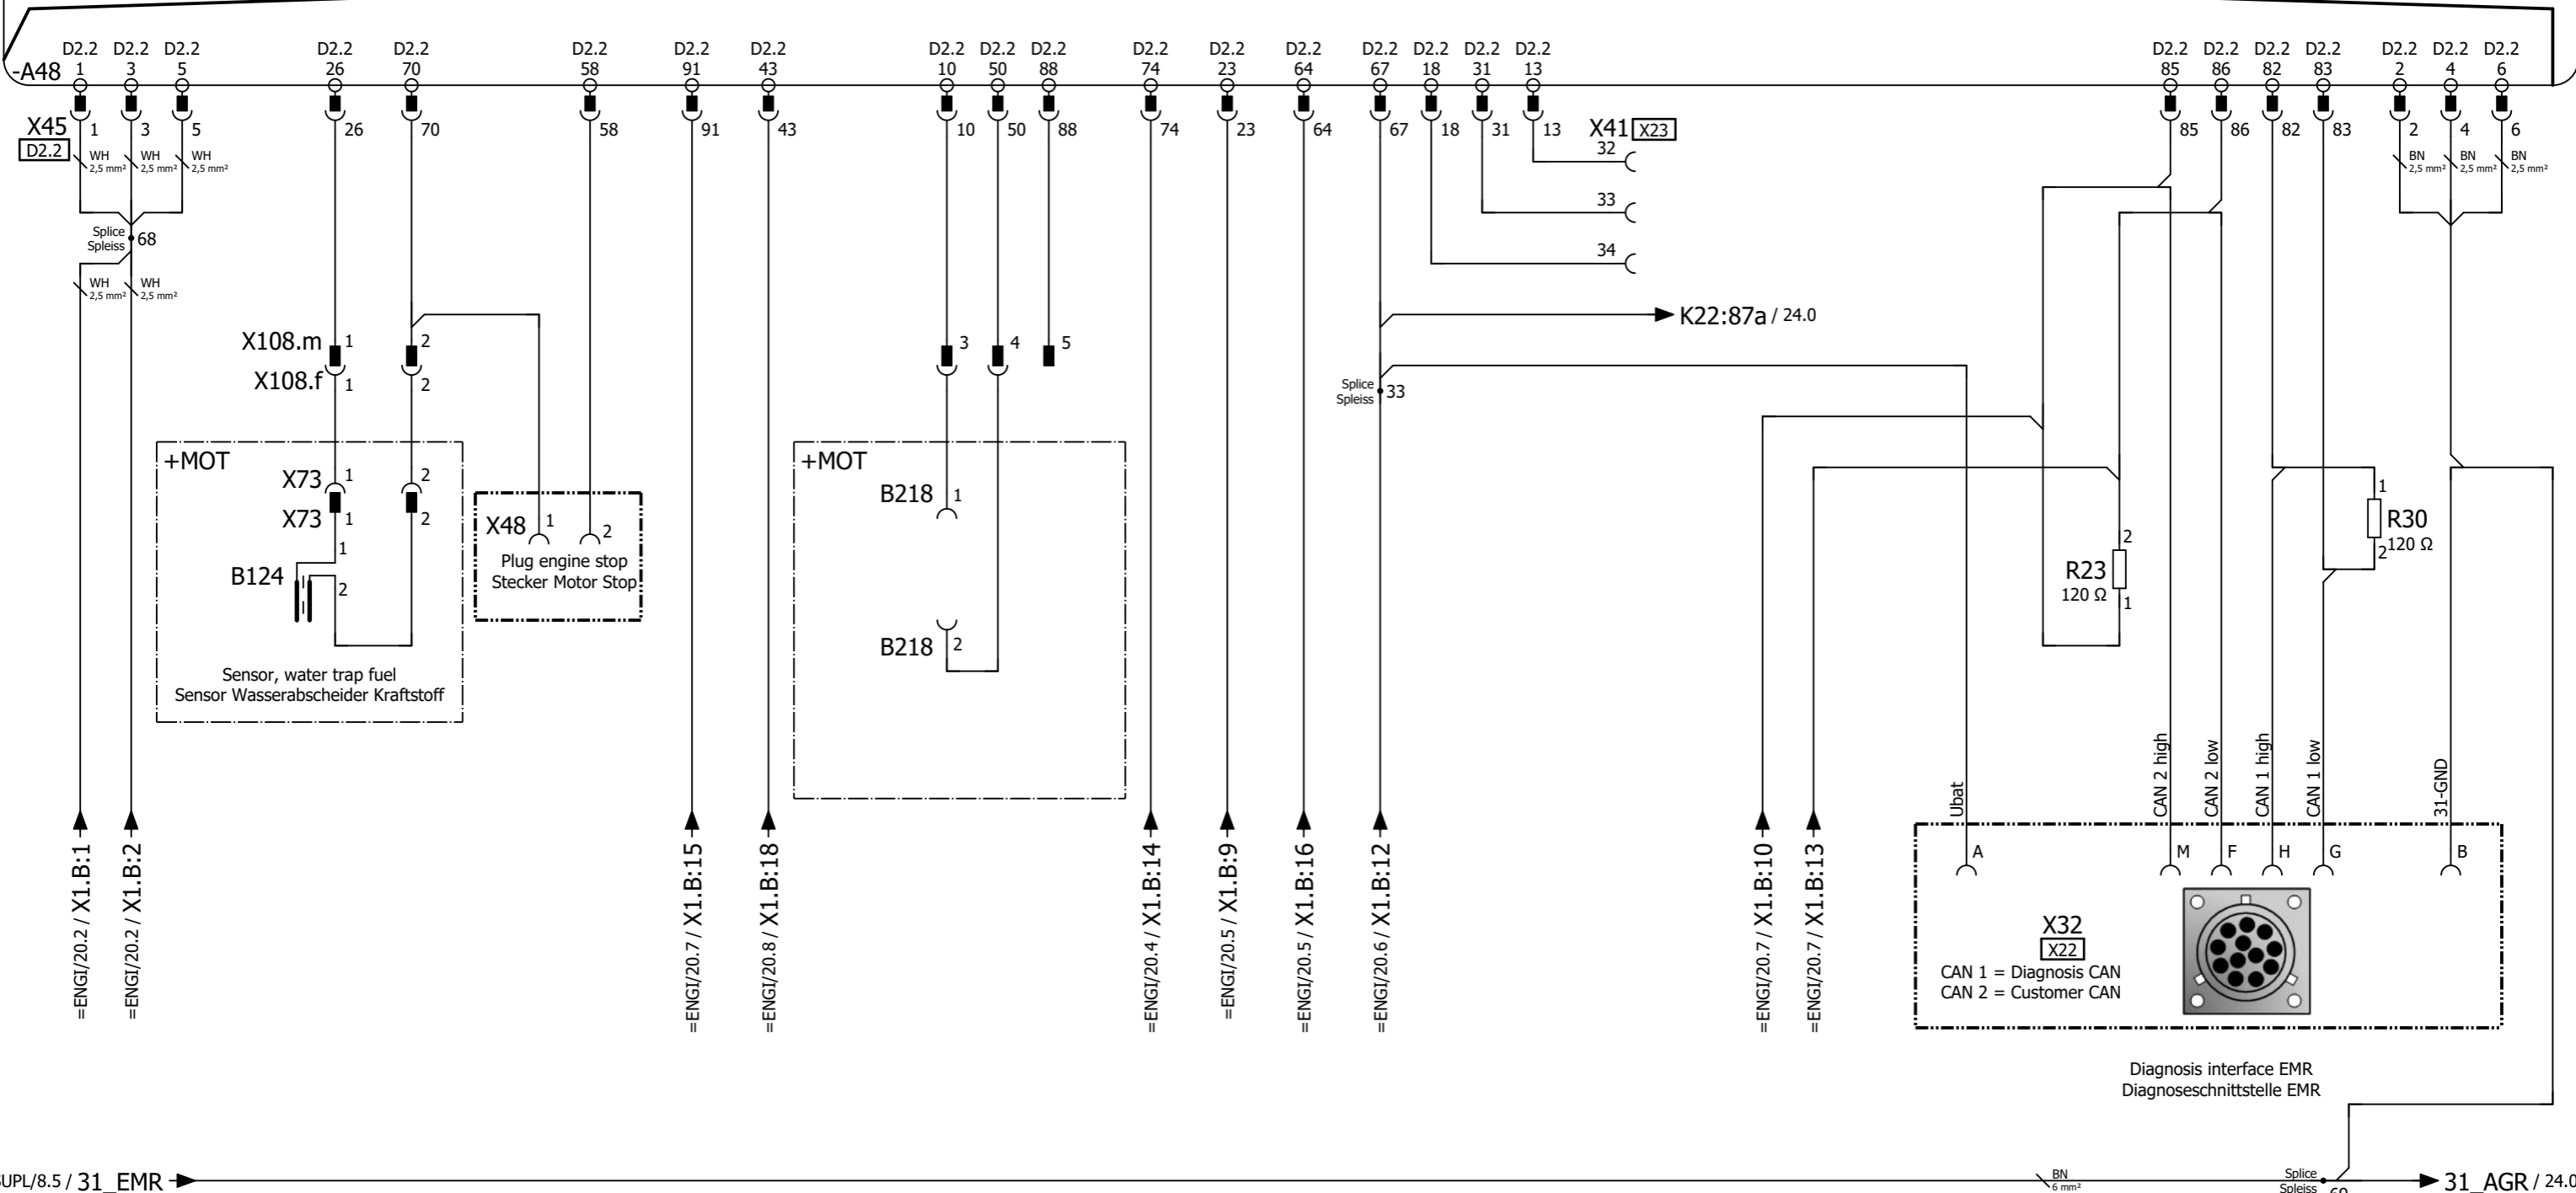 D2.2 D2.2 D2.2 D2.2 D2.2 D2.2 D2.2 D2.2 D2.2 D2.2 D2.2 D2.2 D2.2 D2.2 D2.2 D2.2 D2.2 D2.2 D2.2 D2.2 D2.2 D2.2 D2.2 D2.2 D2.2
-A48 1 3 5 26 70 58 91 43 10 50 88 74 23 64 67 18 31 13 85 86 82 83 2 4 6
X45 1 3 5 26 70 58 91 43 10 50 88 74 23 64 67 18 31 13 X41 X23 85 86 82 83 2 4 6
D2.2
WH WH WH
2,5 mm² 2,5 mm² 2,5 mm²
32
BN BN BN
2,5 mm² 2,5 mm² 2,5 mm²
33
Splice
Spleiss
68
34
WH WH
2,5 mm² 2,5 mm²
K22:87a / 24.0
X108.m 1 2
3 4 5
X108.f 1 2
Splice
Spleiss
33
+MOT
X73 1 2
X73 1 2
1
B124
2
Sensor, water trap fuel
Sensor Wasserabscheider Kraftstoff
X48 1 2
Plug engine stop
Stecker Motor Stop
+MOT
B218 1
B218 2
2
R23
120 Ω
1
1
R30
120 Ω
2
Ubat
CAN 2 high
CAN 2 low
CAN 1 high
CAN 1 low
31-GND
=ENGI/20.2 / X1.B:1
=ENGI/20.2 / X1.B:2
=ENGI/20.7 / X1.B:15
=ENGI/20.8 / X1.B:18
=ENGI/20.4 / X1.B:14
=ENGI/20.5 / X1.B:9
=ENGI/20.5 / X1.B:16
=ENGI/20.6 / X1.B:12
=ENGI/20.7 / X1.B:10
=ENGI/20.7 / X1.B:13
A M F H G B
X32
X22
CAN 1 = Diagnosis CAN
CAN 2 = Customer CAN
Diagnosis interface EMR
Diagnoseschnittstelle EMR
UPL/8.5 / 31_EMR
BN
6 mm²
Splice
Spleiss
31_AGR / 24.0